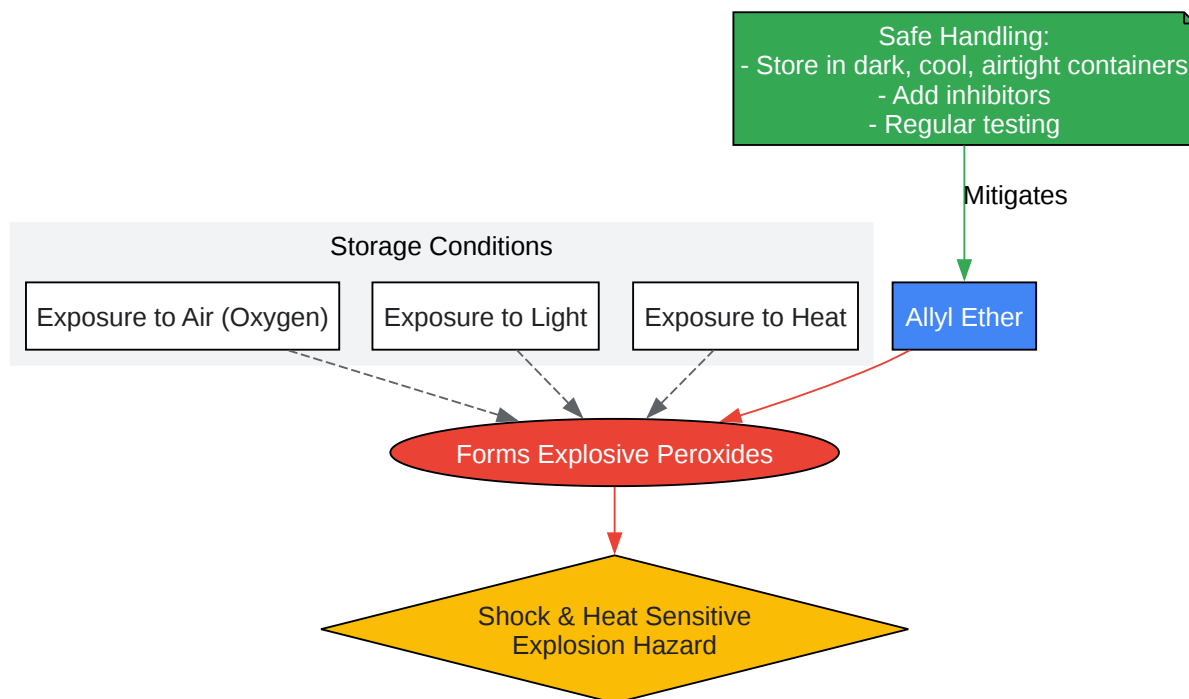 Safe Handling:
- Store in dark, cool, airtight containers
- Add inhibitors
- Regular testing
Mitigates
Storage Conditions
Exposure to Air (Oxygen)
Exposure to Light
Exposure to Heat
Allyl Ether
Forms Explosive Peroxides
Shock & Heat Sensitive
Explosion Hazard